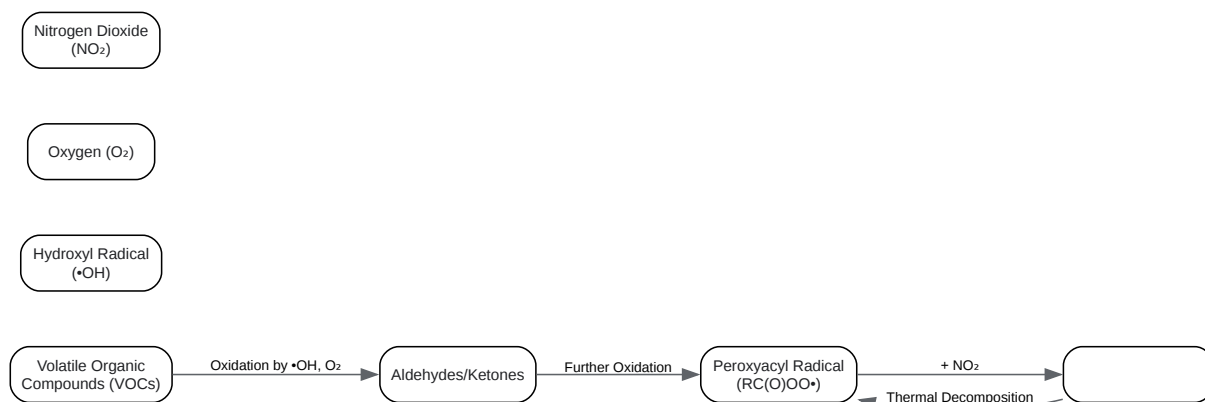 Nitrogen Dioxide
(NO₂)
Oxygen (O₂)
Hydroxyl Radical
(•OH)
Volatile Organic
Compounds (VOCs)
Oxidation by •OH, O₂
Aldehydes/Ketones
Further Oxidation
Peroxyacyl Radical
(RC(O)OO•)
+ NO₂
Thermal Decomposition